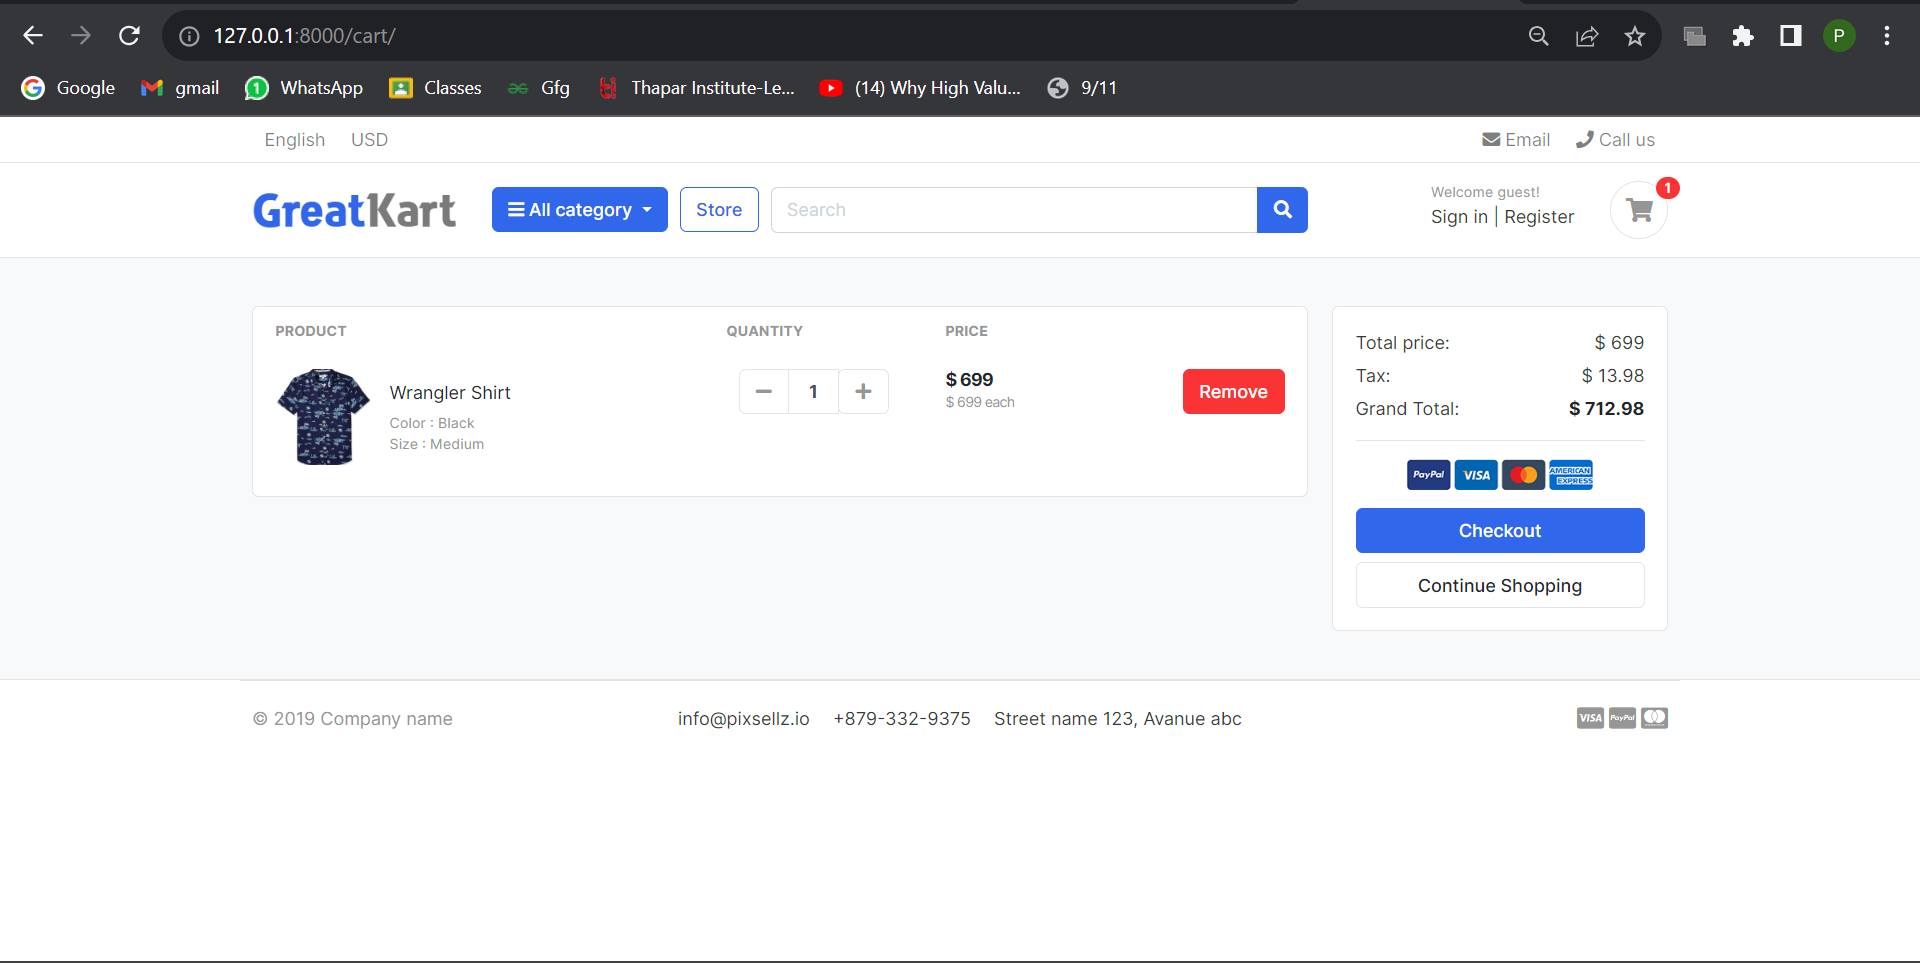 127.0.0.1:8000/cart/
P
Google gmail 1 WhatsApp Classes Gfg Thapar Institute-Le... (14) Why High Valu... 9/11
English USD Email Call us
GreatKart All category Store Search Welcome guest! 1
Sign in | Register
PRODUCT QUANTITY PRICE
Wrangler Shirt
Color : Black
Size : Medium
1
$ 699
$ 699 each
Remove
Total price: $ 699
Tax: $ 13.98
Grand Total: $ 712.98
PayPal VISA AMERICAN EXPRESS
Checkout
Continue Shopping
© 2019 Company name info@pixsellz.io +879-332-9375 Street name 123, Avanue abc VISA PayPal